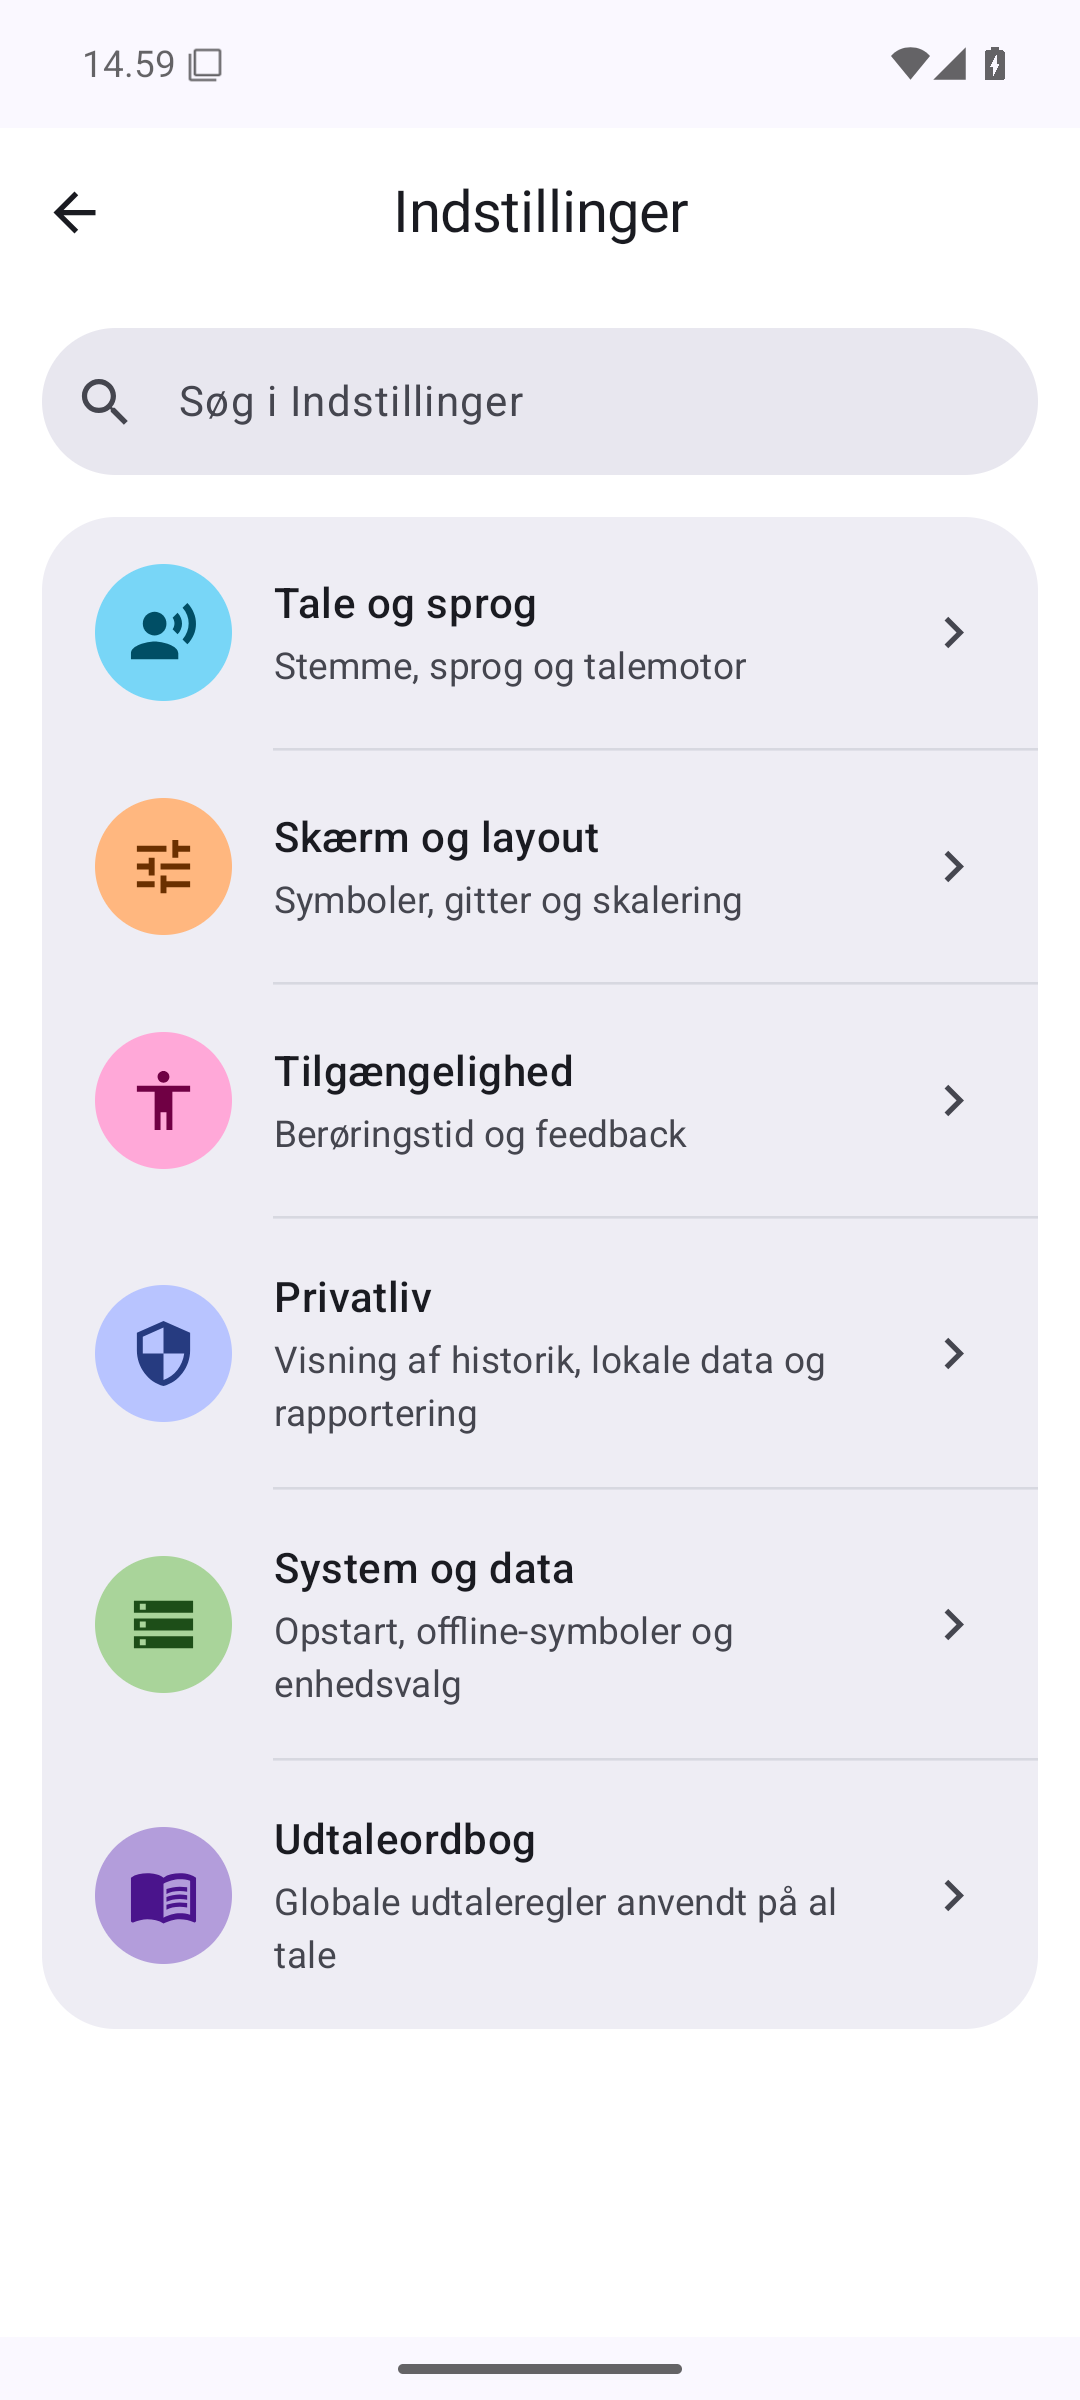 14.59
Indstillinger
Søg i Indstillinger
Tale og sprog
Stemme, sprog og talemotor
Skærm og layout
Symboler, gitter og skalering
Tilgængelighed
Berøringstid og feedback
Privatliv
Visning af historik, lokale data og
rapportering
System og data
Opstart, offline-symboler og
enhedsvalg
Udtaleordbog
Globale udtaleregler anvendt på al
tale